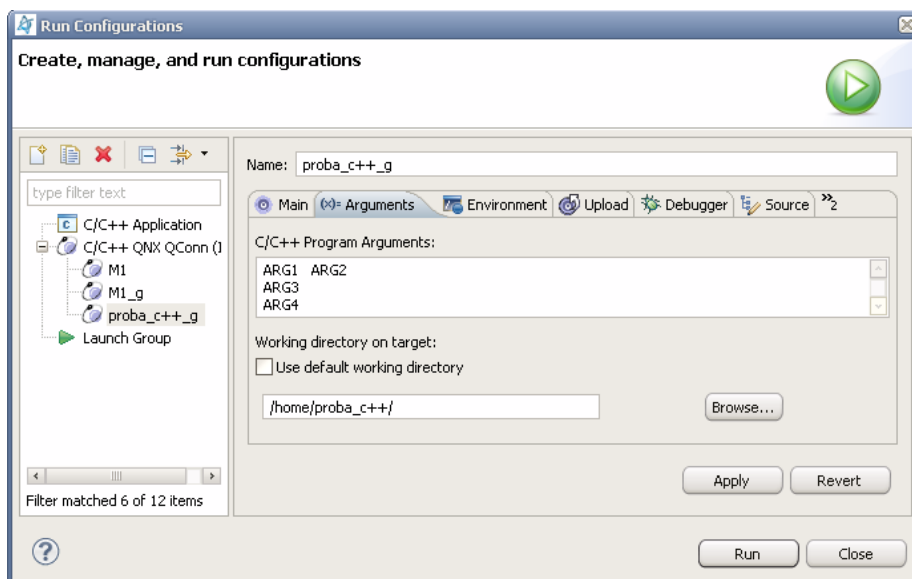 Run Configurations
Create, manage, and run configurations
type filter text
C/C++ Application
C/C++ QNX QConn (I
M1
M1_g
proba_c++_g
Launch Group
Filter matched 6 of 12 items
Name: proba_c++_g
Main (x)= Arguments Environment Upload Debugger Source »2
C/C++ Program Arguments:
ARG1 ARG2
ARG3
ARG4
Working directory on target:
Use default working directory
/home/proba_c++/ Browse...
Apply Revert
Run Close